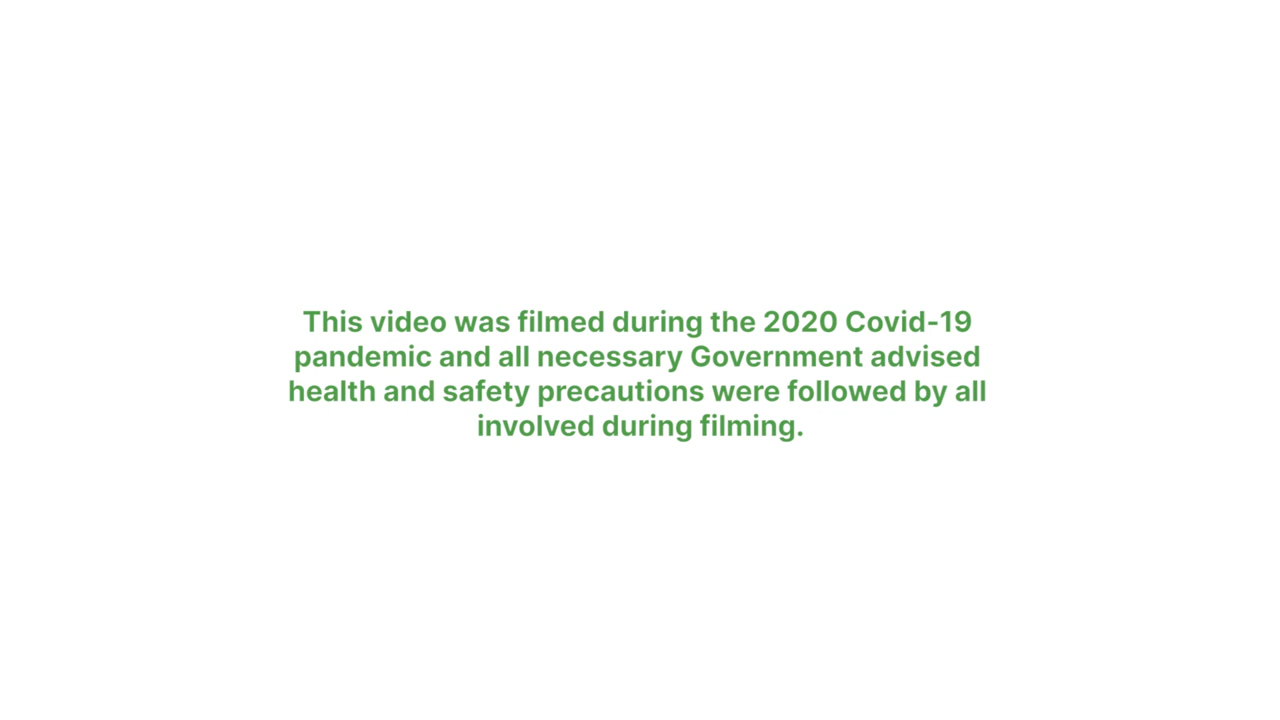 This video was filmed during the 2020 Covid-19
pandemic and all necessary Government advised
health and safety precautions were followed by all
involved during filming.